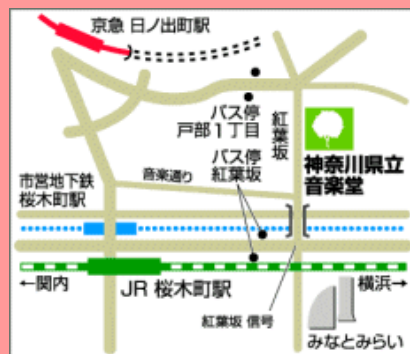 京急 日ノ出町駅
バス停
戸部1丁目
紅葉坂
神奈川県立
音楽堂
バス停
紅葉坂
音楽通り
市営地下鉄
桜木町駅
←関内
JR 桜木町駅
横浜→
紅葉坂 信号
みなとみらい